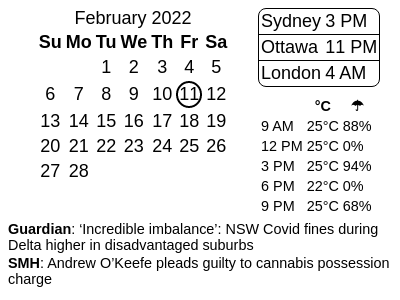 February 2022
Su Mo Tu We Th Fr Sa
1 2 3 4 5
6 7 8 9 10 11 12
13 14 15 16 17 18 19
20 21 22 23 24 25 26
27 28
Sydney 3 PM
Ottawa 11 PM
London 4 AM
°C ☂
9 AM 25°C 88%
12 PM 25°C 0%
3 PM 25°C 94%
6 PM 22°C 0%
9 PM 25°C 68%
Guardian: ‘Incredible imbalance’: NSW Covid fines during
Delta higher in disadvantaged suburbs
SMH: Andrew O’Keefe pleads guilty to cannabis possession
charge